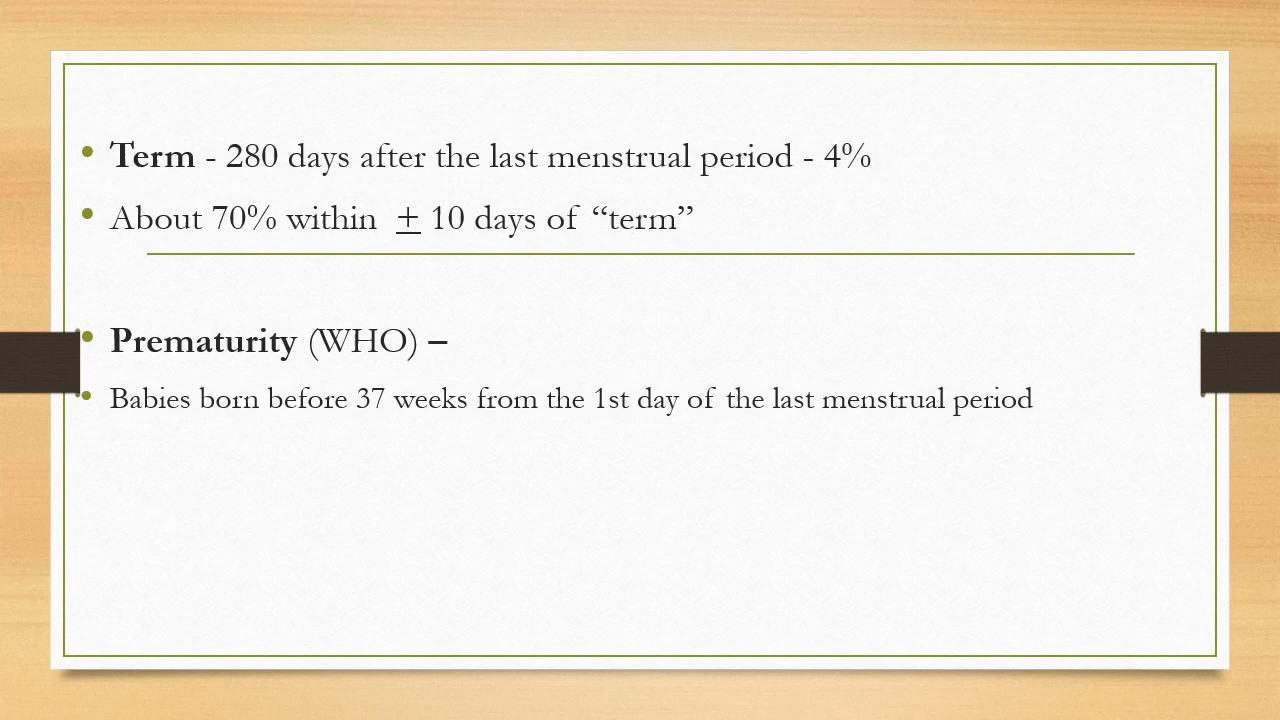 • Term - 280 days after the last menstrual period - 4%
• About 70% within ± 10 days of “term”
• Prematurity (WHO) –
• Babies born before 37 weeks from the 1st day of the last menstrual period